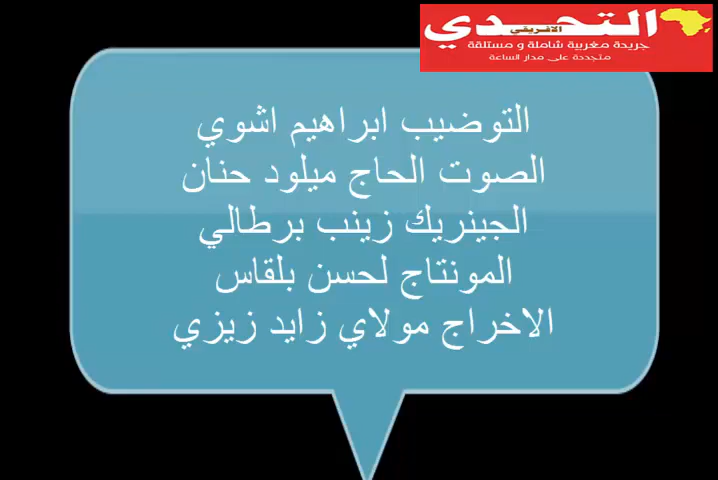 التحدي
الافريقي
جريدة مغربية شاملة و مستقلة
متجددة على مدار الساعة
التوضيب ابراهيم اشوي
الصوت الحاج ميلود حنان
الجينريك زينب برطالي
المونتاج لحسن بلقاس
الاخراج مولاي زايد زيزي